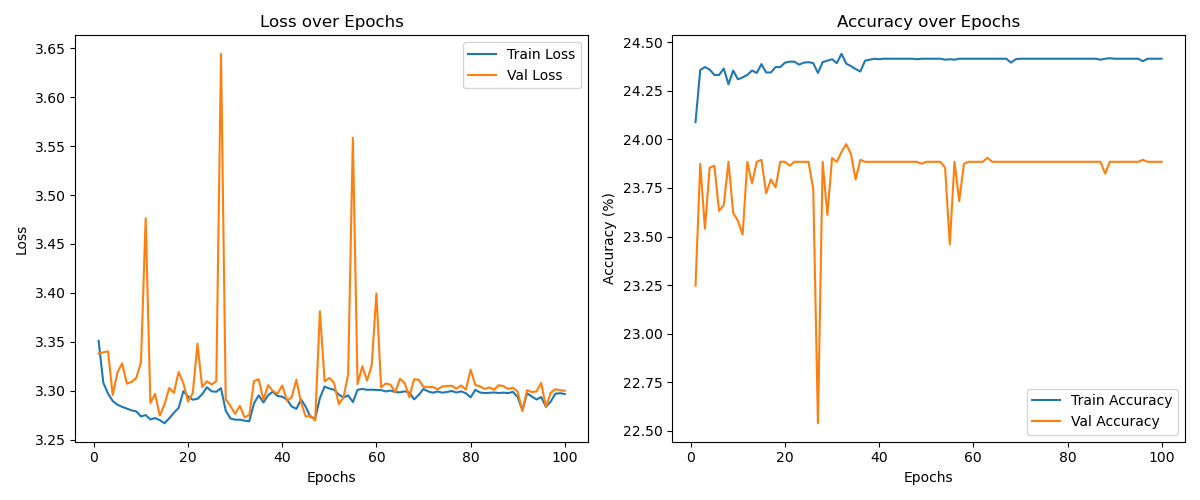 Loss over Epochs
3.65
3.60
3.55
3.50
3.45
3.40
3.35
3.30
3.25
Loss
0 20 40 60 80 100
Epochs
Train Loss
Val Loss
Accuracy over Epochs
24.50
24.25
24.00
23.75
23.50
23.25
23.00
22.75
22.50
Accuracy (%)
0 20 40 60 80 100
Epochs
Train Accuracy
Val Accuracy